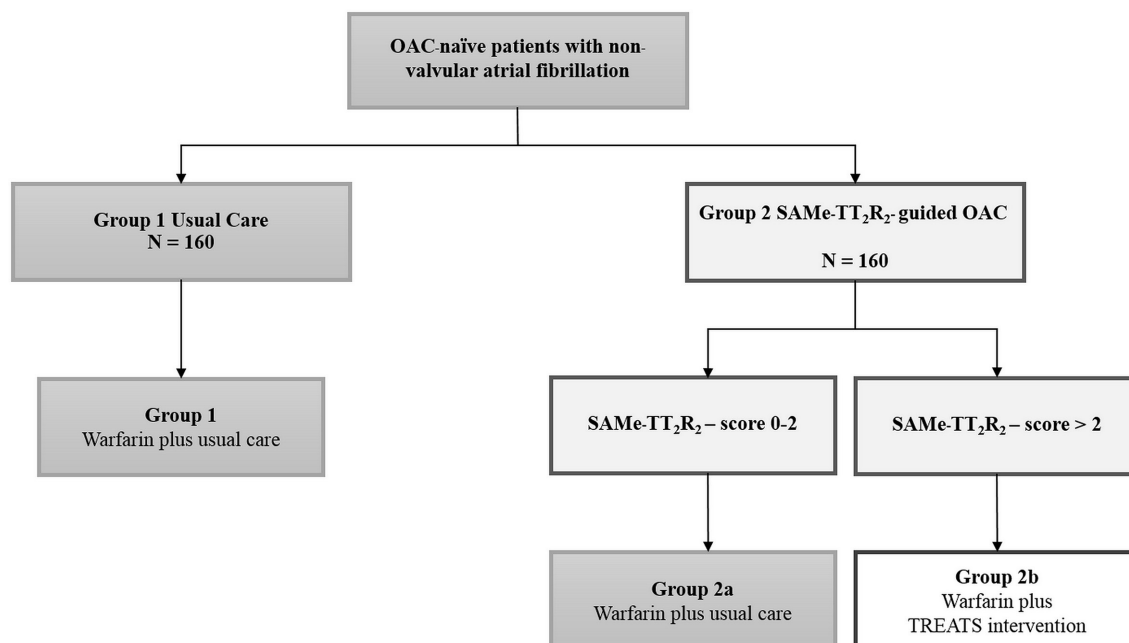 OAC-naïve patients with non-
valvular atrial fibrillation
Group 1 Usual Care
N = 160
Group 2 SAMe-TT₂R₂- guided OAC
N = 160
Group 1
Warfarin plus usual care
SAMe-TT₂R₂ – score 0-2
SAMe-TT₂R₂ – score > 2
Group 2a
Warfarin plus usual care
Group 2b
Warfarin plus
TREATS intervention